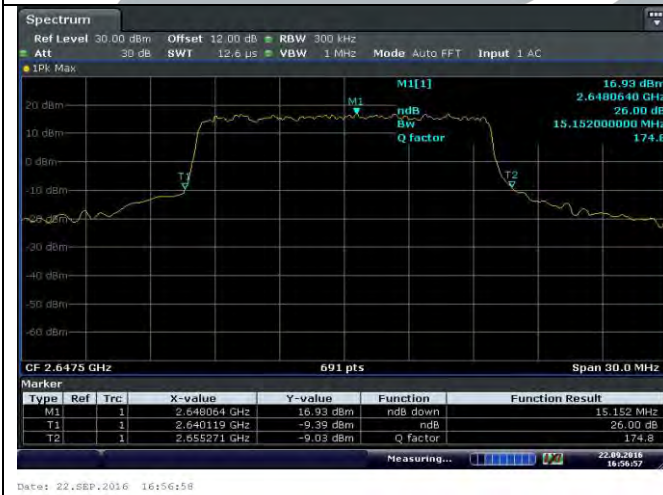 Spectrum
Ref Level 30.00 dBm Offset 12.00 dB RBW 300 kHz
Att 30 dB SWT 12.6 µs VBW 1 MHz Mode Auto FFT Input 1 AC
1Pk Max
M1[1] 16.93 dBm
2.6480640 GHz
M1
20 dBm
ndB 26.00 dB
Bw 15.152000000 MHz
10 dBm
Q factor 174.8
0 dBm
T1
T2
-10 dBm
-20 dBm
-30 dBm
-40 dBm
-50 dBm
-60 dBm
CF 2.6475 GHz 691 pts Span 30.0 MHz
Marker
Type Ref Trc X-value Y-value Function Function Result
M1 1 2.648064 GHz 16.93 dBm ndB down 15.152 MHz
T1 1 2.640119 GHz -9.39 dBm ndB 26.00 dB
T2 1 2.655271 GHz -9.03 dBm Q factor 174.8
Measuring... 22.09.2016
16:56:57
Date: 22.SEP.2016 16:56:58